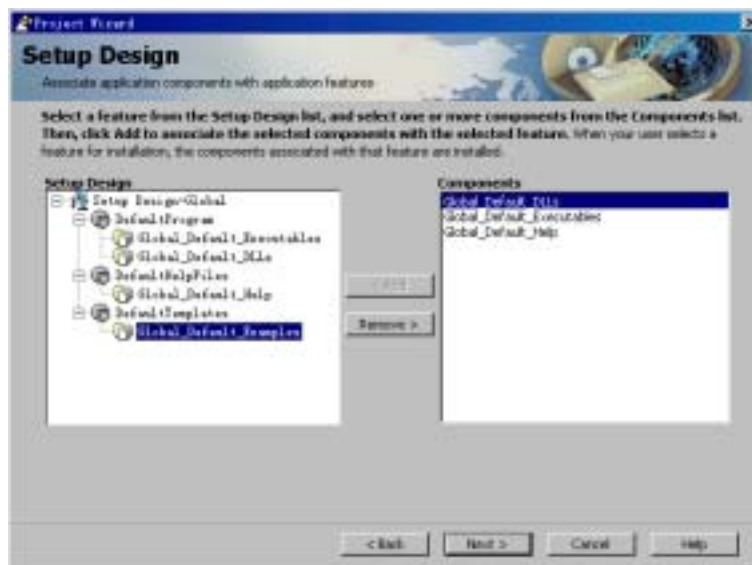 Project Wizard
Setup Design
Associate application components with application features
Select a feature from the Setup Design list, and select one or more components from the Components list.
Then, click Add to associate the selected components with the selected feature. When your user selects a
feature for installation, the components associated with that feature are installed.
Setup Design
Setup Design-Global
DefaultProgram
Global_Default_Executables
Global_Default_DLLs
DefaultHelpFiles
Global_Default_Help
DefaultTemplates
Global_Default_Examples
Components
Global_Default_DLLs
Global_Default_Executables
Global_Default_Help
< Add
Remove >
< Back
Next >
Cancel
Help